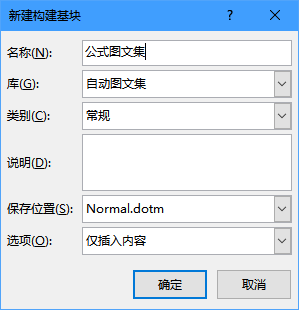 新建构建基块
名称(N): 公式图文集
库(G): 自动图文集
类别(C): 常规
说明(D):
保存位置(S): Normal.dotm
选项(O): 仅插入内容
确定 取消